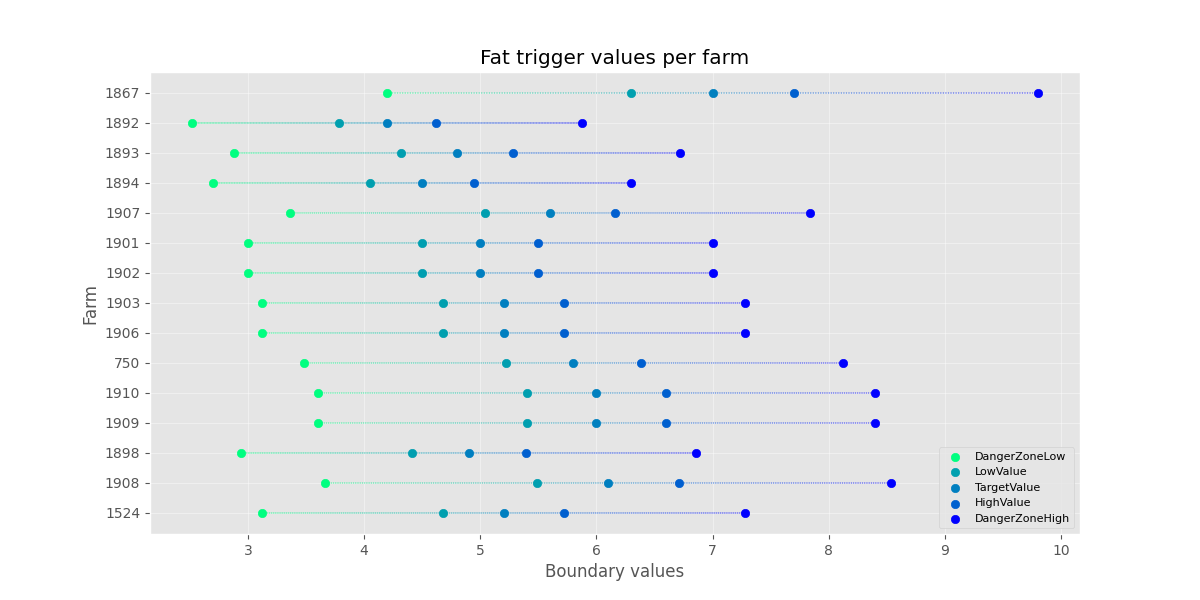 Fat trigger values per farm
Farm
1867
1892
1893
1894
1907
1901
1902
1903
1906
750
1910
1909
1898
1908
1524
DangerZoneLow
LowValue
TargetValue
HighValue
DangerZoneHigh
3 4 5 6 7 8 9 10
Boundary values